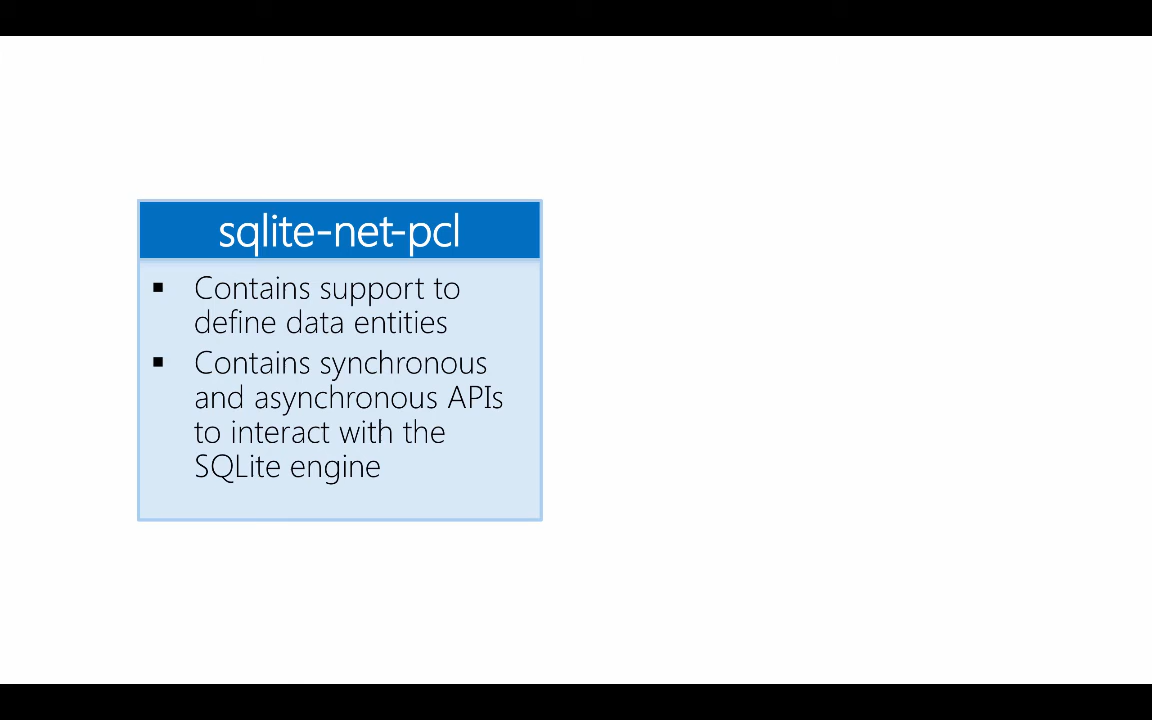 sqlite-net-pcl
▪ Contains support to
define data entities
▪ Contains synchronous
and asynchronous APIs
to interact with the
SQLite engine